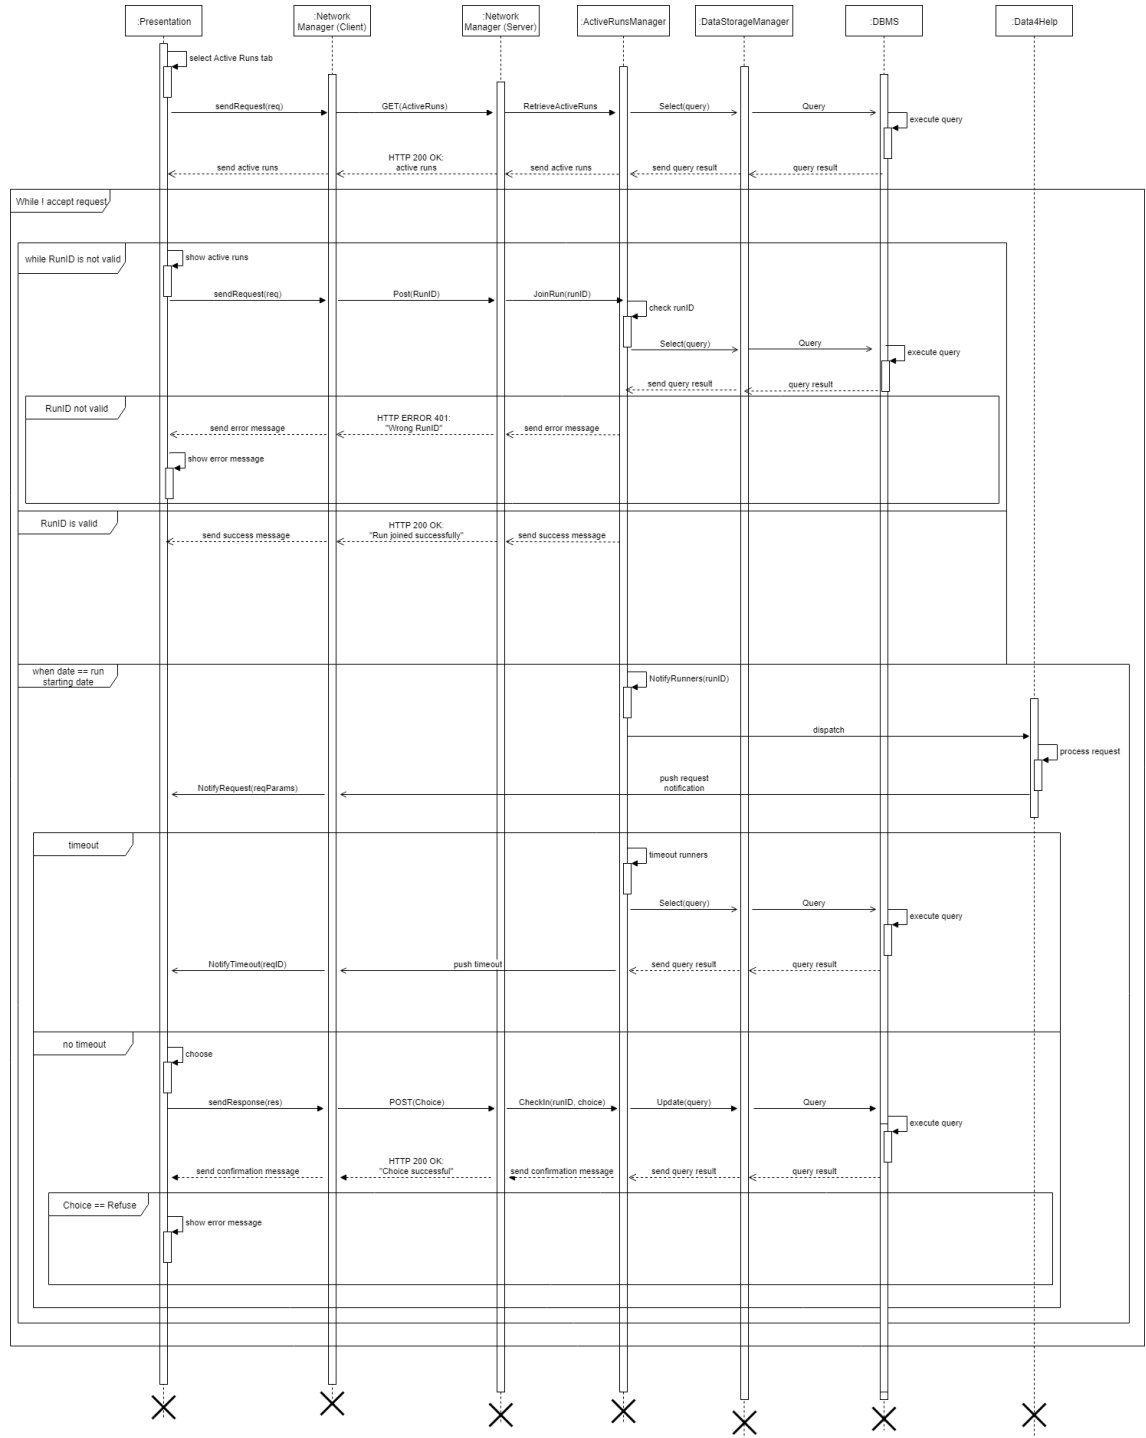 :Presentation
:Network
Manager (Client)
:Network
Manager (Server)
:ActiveRunsManager
:DataStorageManager
:DBMS
:Data4Help
select Active Runs tab
sendRequest(req)
GET(ActiveRuns)
RetrieveActiveRuns
Select(query)
Query
execute query
send active runs
HTTP 200 OK:
active runs
send active runs
send query result
query result
While ! accept request
while RunID is not valid
show active runs
sendRequest(req)
Post(RunID)
JoinRun(runID)
check runID
Select(query)
Query
execute query
send query result
query result
RunID not valid
send error message
HTTP ERROR 401:
"Wrong RunID"
send error message
show error message
RunID is valid
send success message
HTTP 200 OK:
"Run joined successfully"
send success message
when date == run
starting date
NotifyRunners(runID)
dispatch
process request
NotifyRequest(reqParams)
push request
notification
timeout
timeout runners
Select(query)
Query
execute query
NotifyTimeout(reqID)
push timeout
send query result
query result
no timeout
choose
sendResponse(res)
POST(Choice)
CheckIn(runID, choice)
Update(query)
Query
execute query
send confirmation message
HTTP 200 OK:
"Choice successful"
send confirmation message
send query result
query result
Choice == Refuse
show error message